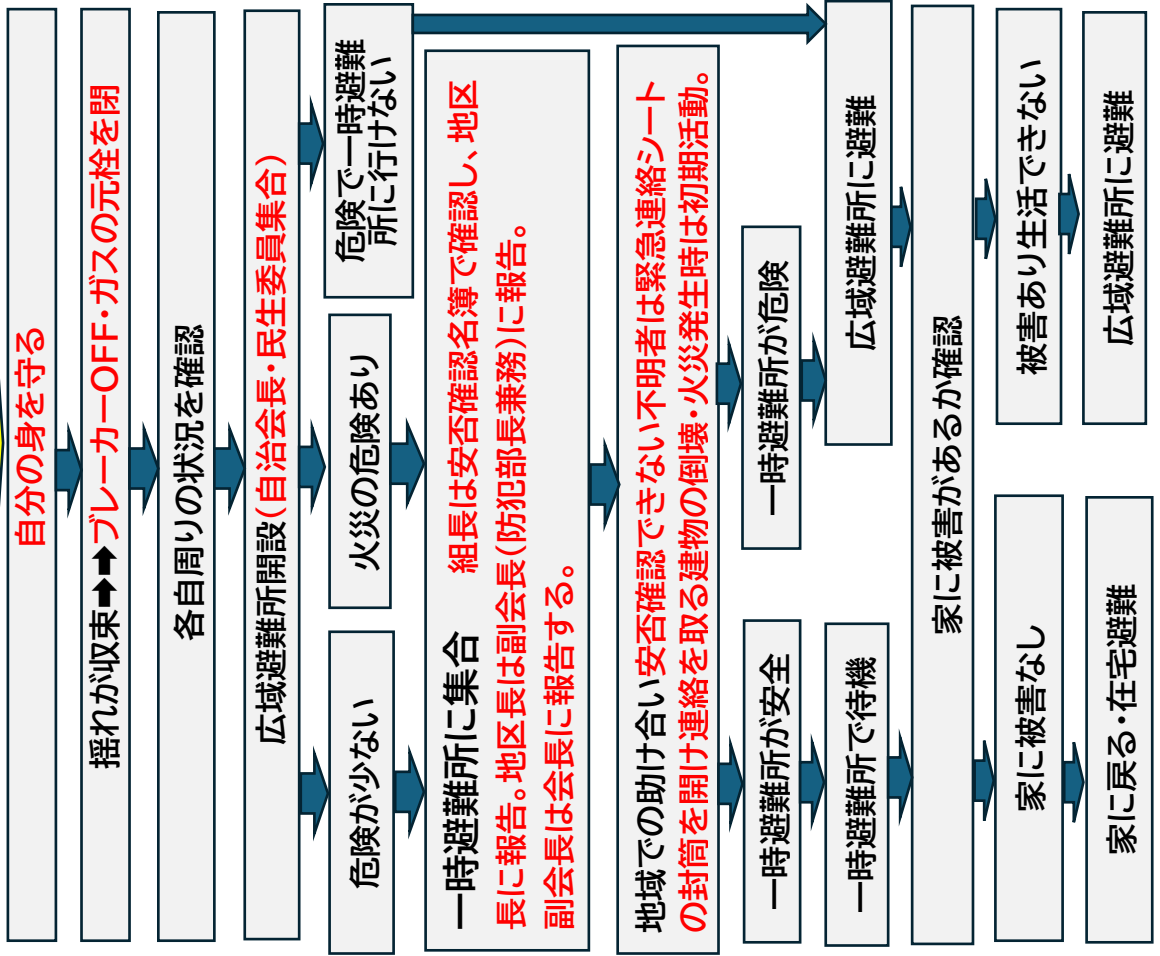 自分の身を守る
揺れが収束➡➡ブレーカーOFF・ガスの元栓を閉
各自周りの状況を確認
広域避難所開設(自治会長・民生委員集合)
危険が少ない
火災の危険あり
危険で一時避難
所に行けない
一時避難所に集合 組長は安否確認名簿で確認し、地区
長に報告。地区長は副会長(防犯部長兼務)に報告。
副会長は会長に報告する。
地域での助け合い安否確認できない不明者は緊急連絡シート
の封筒を開け連絡を取る建物の倒壊・火災発生時は初期活動。
一時避難所が安全
一時避難所が危険
一時避難所で待機
広域避難所に避難
家に被害があるか確認
家に被害なし
被害あり生活できない
家に戻る・在宅避難
広域避難所に避難